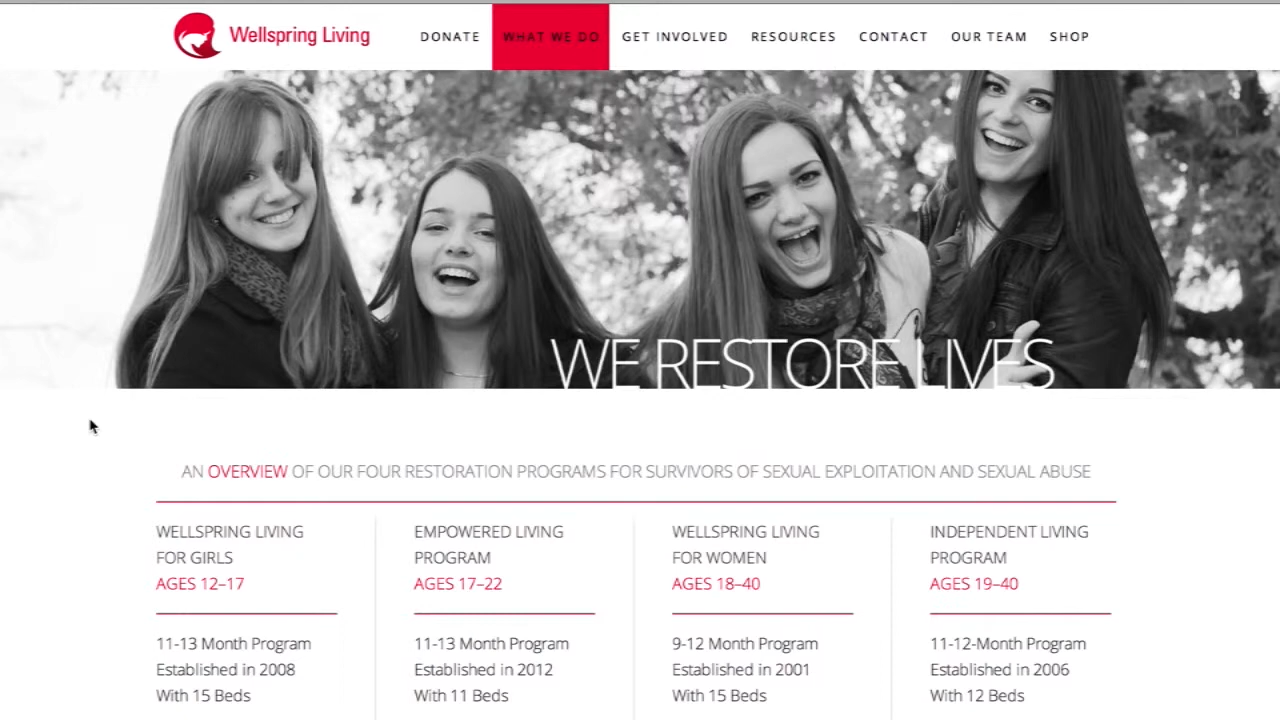 Wellspring Living
DONATE WHAT WE DO GET INVOLVED RESOURCES CONTACT OUR TEAM SHOP
WE RESTORE LIVES
AN OVERVIEW OF OUR FOUR RESTORATION PROGRAMS FOR SURVIVORS OF SEXUAL EXPLOITATION AND SEXUAL ABUSE
WELLSPRING LIVING
FOR GIRLS
AGES 12–17
11-13 Month Program
Established in 2008
With 15 Beds
EMPOWERED LIVING
PROGRAM
AGES 17–22
11-13 Month Program
Established in 2012
With 11 Beds
WELLSPRING LIVING
FOR WOMEN
AGES 18–40
9-12 Month Program
Established in 2001
With 15 Beds
INDEPENDENT LIVING
PROGRAM
AGES 19–40
11-12-Month Program
Established in 2006
With 12 Beds